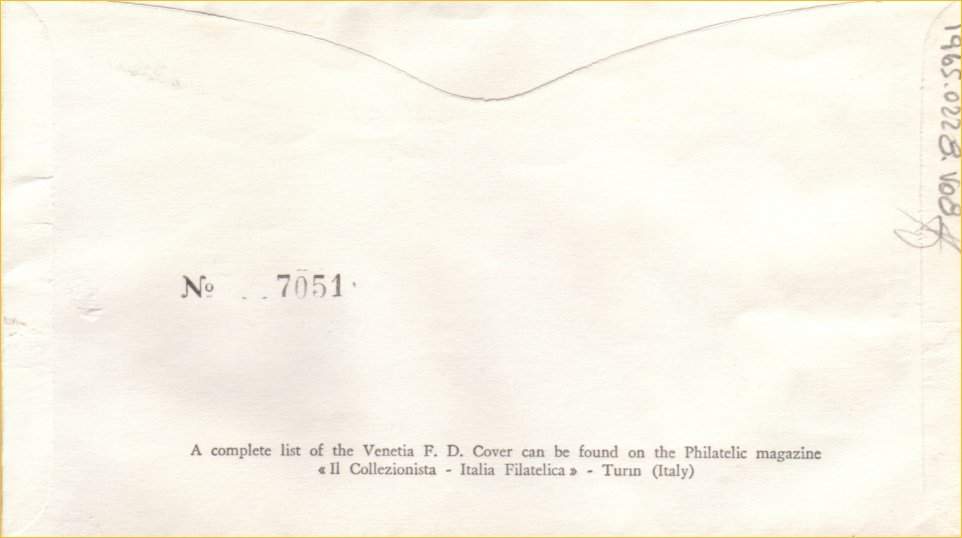 1965.0228.V08
Nº 7051
A complete list of the Venetia F. D. Cover can be found on the Philatelic magazine
« Il Collezionista - Italia Filatelica » - Turin (Italy)